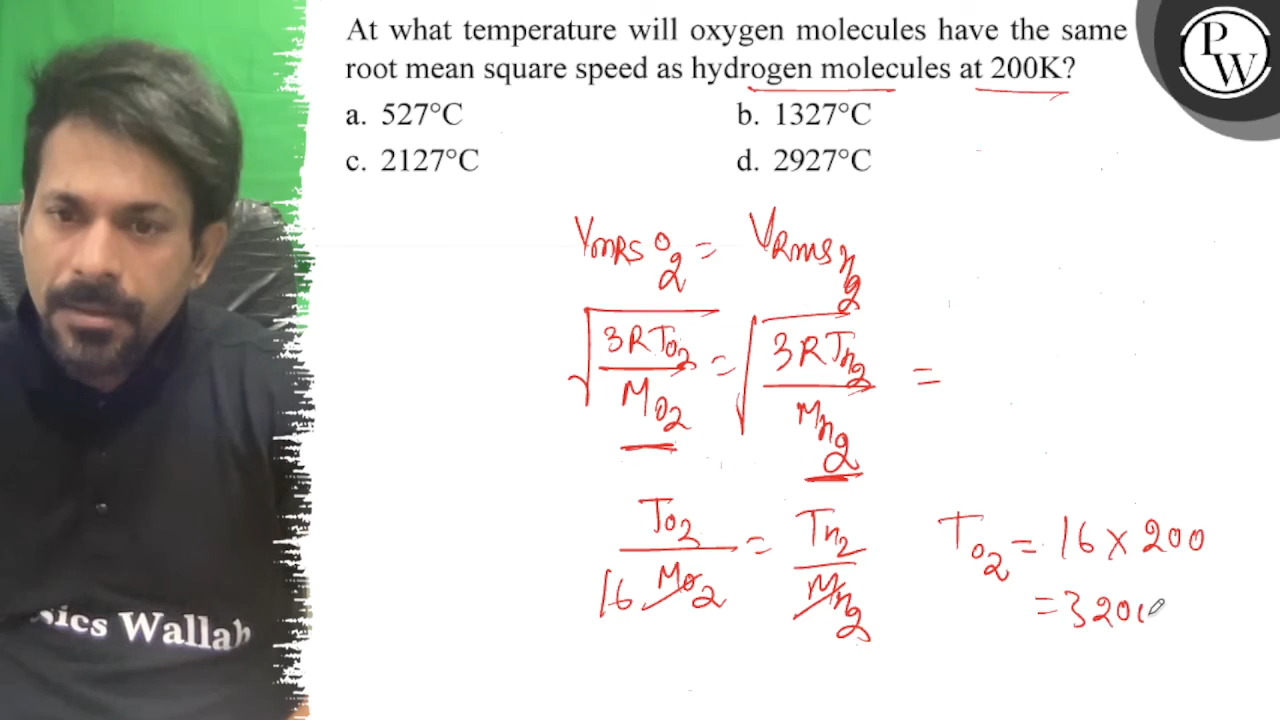 At what temperature will oxygen molecules have the same
root mean square speed as hydrogen molecules at 200K?
a. 527°C
b. 1327°C
c. 2127°C
d. 2927°C
PW
VmRS O2 = VRms H2
√(3RTO2/MO2) = √(3RTH2/MH2) =
TO2/16 MO2 = TH2/MH2
TO2 = 16 × 200
= 320
sics Wallah